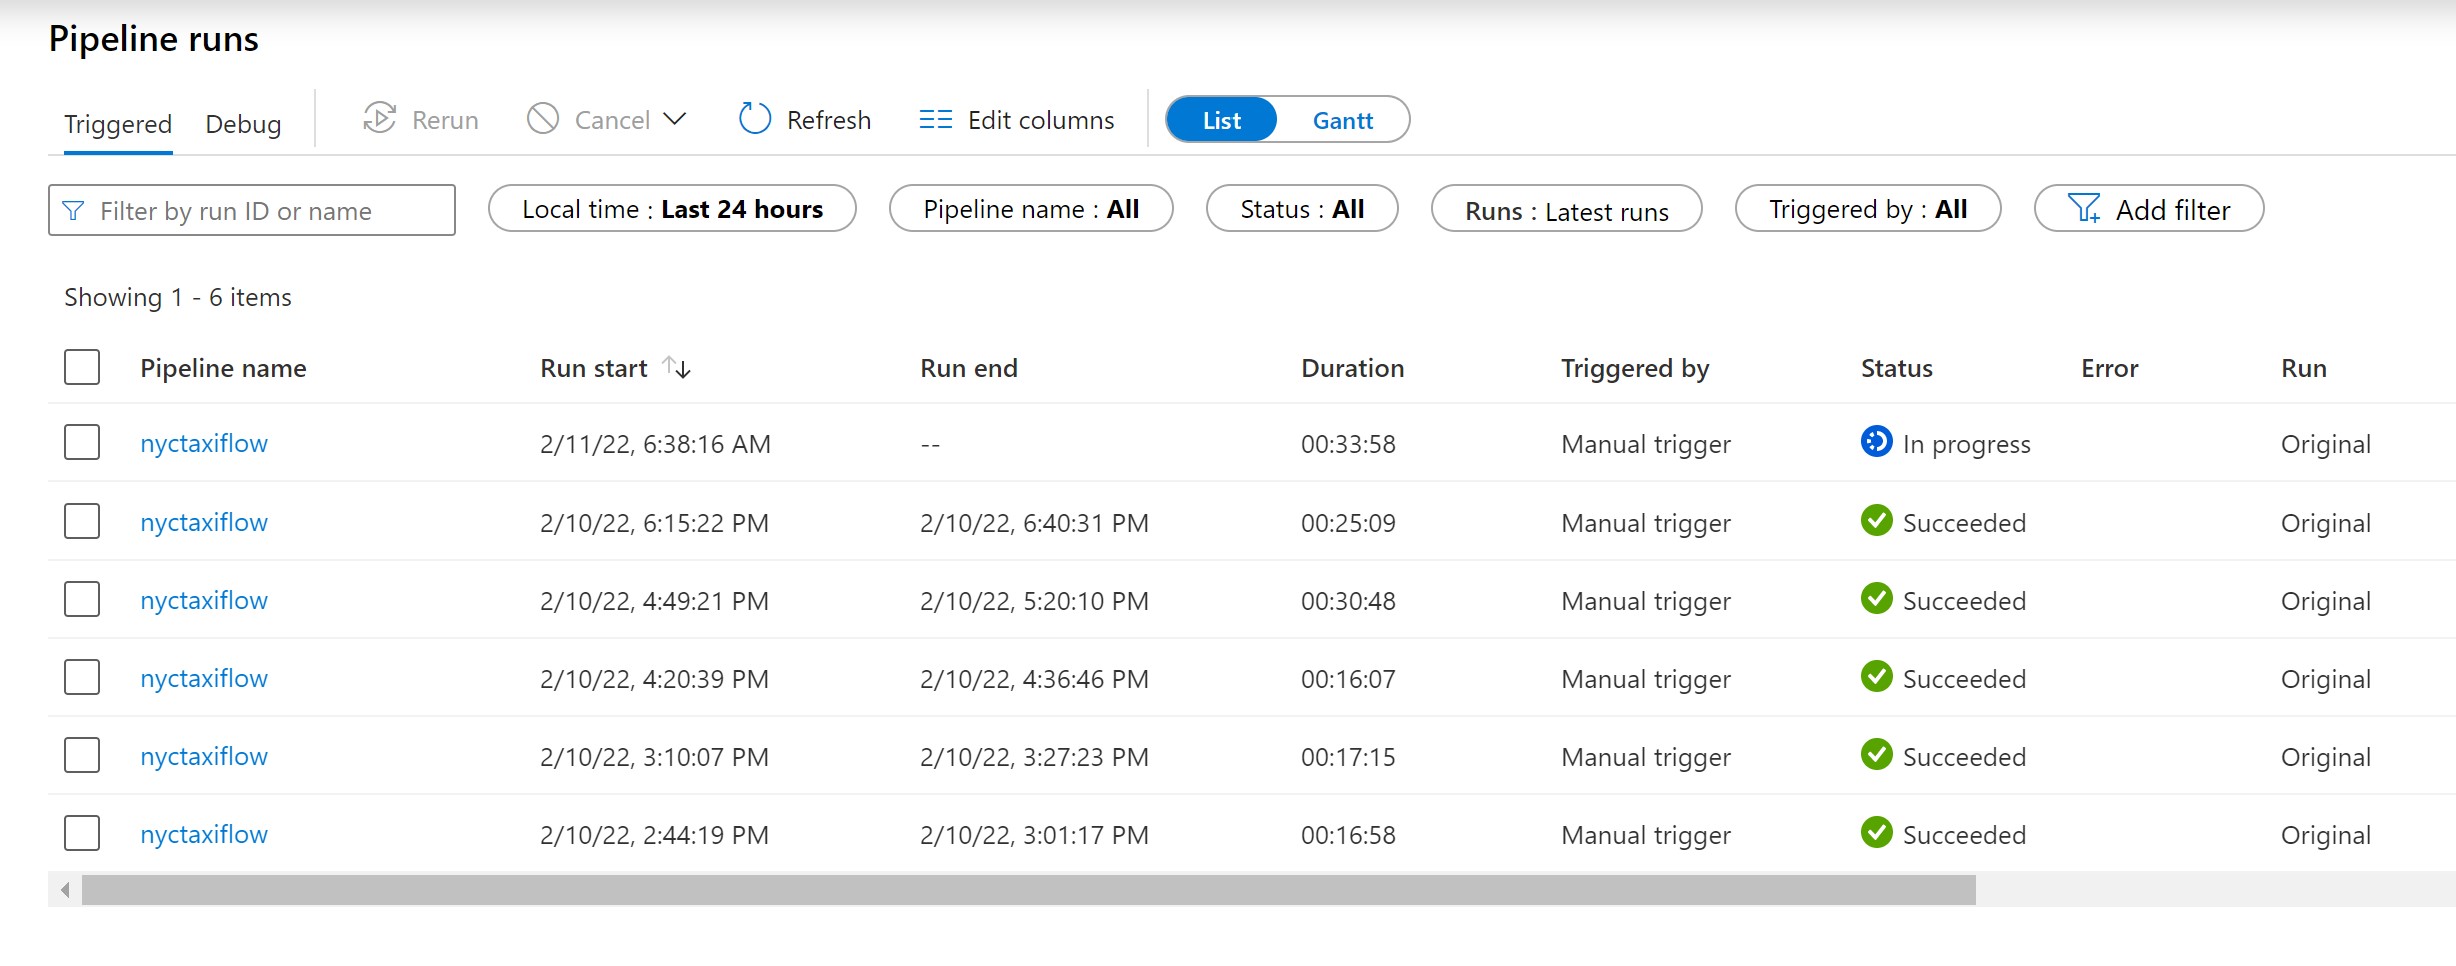 Pipeline runs
Triggered Debug Rerun Cancel Refresh Edit columns List Gantt
Filter by run ID or name Local time : Last 24 hours Pipeline name : All Status : All Runs : Latest runs Triggered by : All Add filter
Showing 1 - 6 items
Pipeline name Run start Run end Duration Triggered by Status Error Run
nyctaxiflow 2/11/22, 6:38:16 AM -- 00:33:58 Manual trigger In progress Original
nyctaxiflow 2/10/22, 6:15:22 PM 2/10/22, 6:40:31 PM 00:25:09 Manual trigger Succeeded Original
nyctaxiflow 2/10/22, 4:49:21 PM 2/10/22, 5:20:10 PM 00:30:48 Manual trigger Succeeded Original
nyctaxiflow 2/10/22, 4:20:39 PM 2/10/22, 4:36:46 PM 00:16:07 Manual trigger Succeeded Original
nyctaxiflow 2/10/22, 3:10:07 PM 2/10/22, 3:27:23 PM 00:17:15 Manual trigger Succeeded Original
nyctaxiflow 2/10/22, 2:44:19 PM 2/10/22, 3:01:17 PM 00:16:58 Manual trigger Succeeded Original